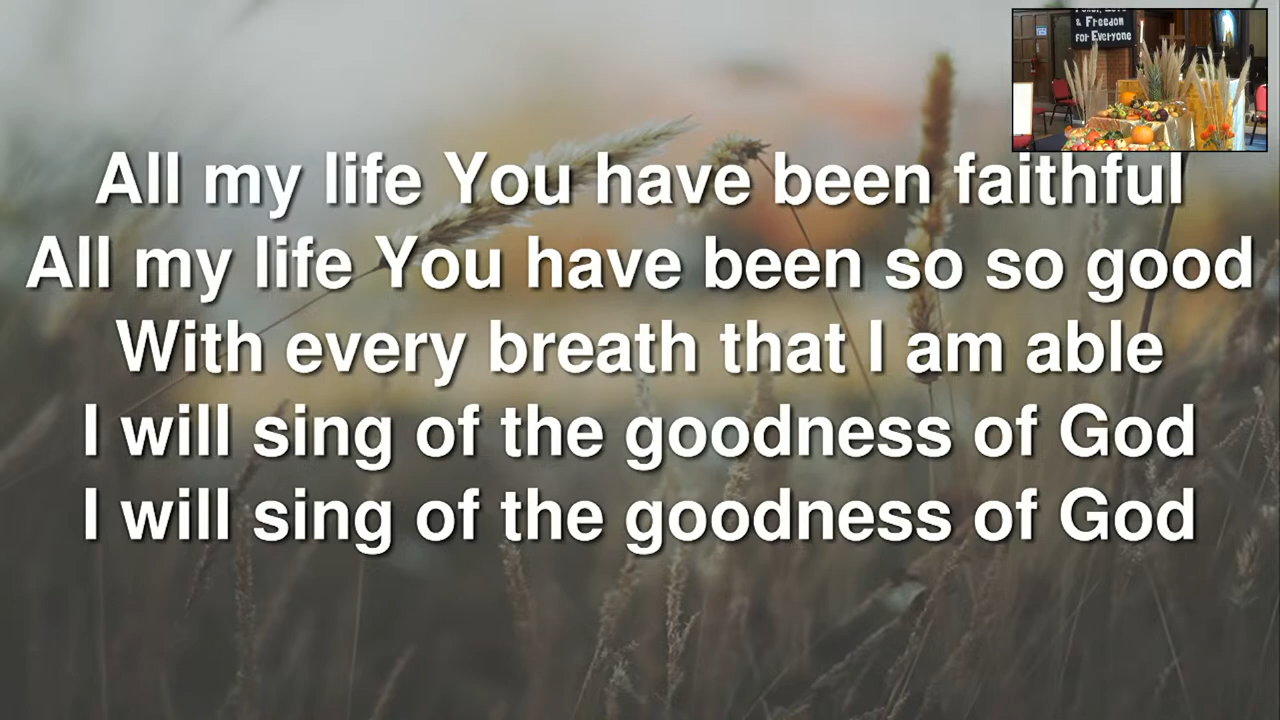 & Freedom
for Everyone
All my life You have been faithful
All my life You have been so so good
With every breath that I am able
I will sing of the goodness of God
I will sing of the goodness of God